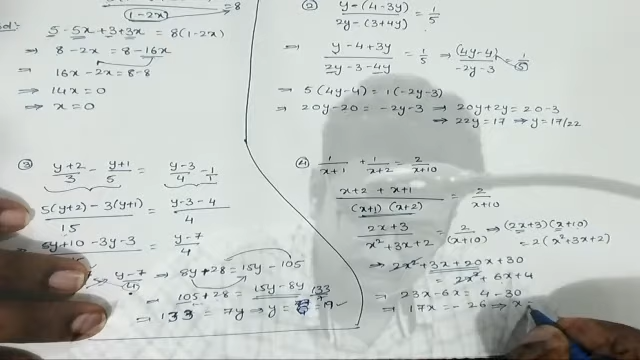 (1-2x) = 8
5 - 5x + 3 + 3x = 8(1-2x)
⇒ 8 - 2x = 8 - 16x
⇒ 16x - 2x = 8 - 8
⇒ 14x = 0
⇒ x = 0
② y - (4-3y) / 2y - (3+4y) = 1/5
⇒ y - 4 + 3y / 2y - 3 - 4y = 1/5 ⇒ (4y-4) / -2y-3 = 1/5
⇒ 5(4y-4) = 1(-2y-3)
⇒ 20y - 20 = -2y - 3 ⇒ 20y + 2y = 20 - 3
⇒ 22y = 17 ⇒ y = 17/22
③ y+2/3 - (y+1)/5 = y-3/4 - 1/1
5(y+2) - 3(y+1) / 15 = y-3-4 / 4
5y+10-3y-3 / 15 = y-7/4
y-7/4 ⇒ 8y + 28 = 15y - 105
⇒ 105 + 28 = 15y - 8y
⇒ 133 = 7y ⇒ y = 133/7 = 19
④ 1/x+1 + 1/x+2 = 2/x+10
x+2 + x+1 / (x+1)(x+2) = 2/x+10
2x+3 / x²+3x+2 = 2/(x+10) ⇒ (2x+3)(x+10)
= 2(x²+3x+2)
⇒ 2x² + 3x + 20x + 30
= 2x² + 6x + 4
⇒ 23x - 6x = 4 - 30
⇒ 17x = -26 ⇒ x =